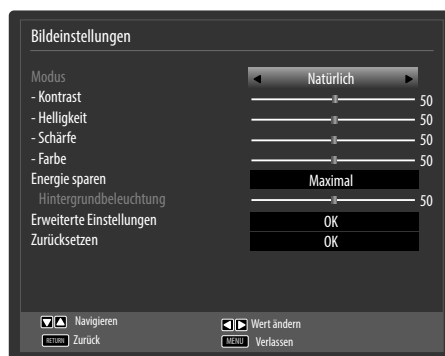 Bildeinstellungen
Modus Natürlich
- Kontrast 50
- Helligkeit 50
- Schärfe 50
- Farbe 50
Energie sparen Maximal
Hintergrundbeleuchtung 50
Erweiterte Einstellungen OK
Zurücksetzen OK
Navigieren Wert ändern
RETURN Zurück MENU Verlassen